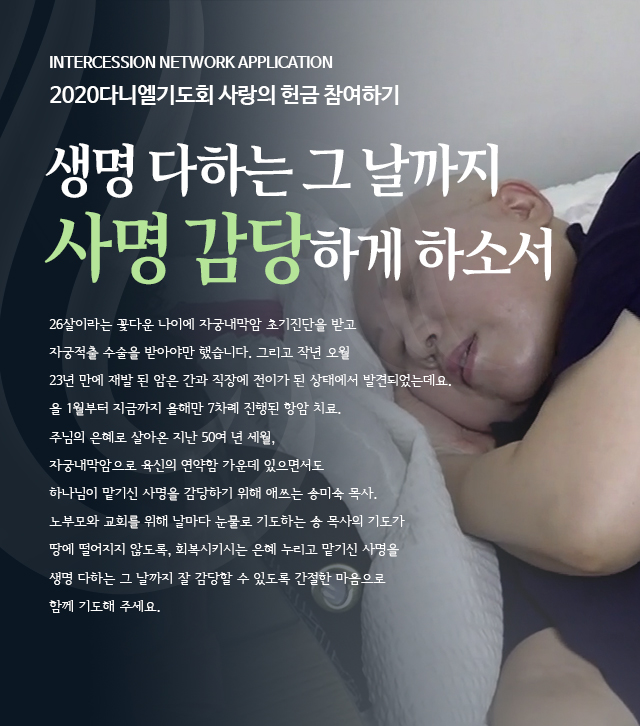 INTERCESSION NETWORK APPLICATION
2020다니엘기도회 사랑의 헌금 참여하기
생명 다하는 그 날까지
사명 감당하게 하소서
26살이라는 꽃다운 나이에 자궁내막암 초기진단을 받고
자궁적출 수술을 받아야만 했습니다. 그리고 작년 오월
23년 만에 재발 된 암은 간과 직장에 전이가 된 상태에서 발견되었는데요.
올 1월부터 지금까지 올해만 7차례 진행된 항암 치료.
주님의 은혜로 살아온 지난 50여 년 세월,
자궁내막암으로 육신의 연약함 가운데 있으면서도
하나님이 맡기신 사명을 감당하기 위해 애쓰는 송미숙 목사.
노부모와 교회를 위해 날마다 눈물로 기도하는 송 목사의 기도가
땅에 떨어지지 않도록, 회복시키시는 은혜 누리고 맡기신 사명을
생명 다하는 그 날까지 잘 감당할 수 있도록 간절한 마음으로
함께 기도해 주세요.